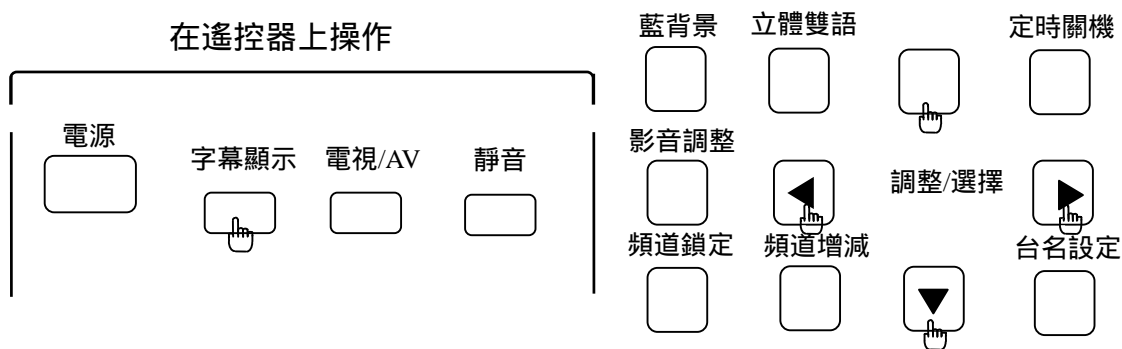 在遙控器上操作
電源
字幕顯示
電視/AV
靜音
藍背景
立體雙語
定時關機
影音調整
調整/選擇
頻道鎖定
頻道增減
台名設定